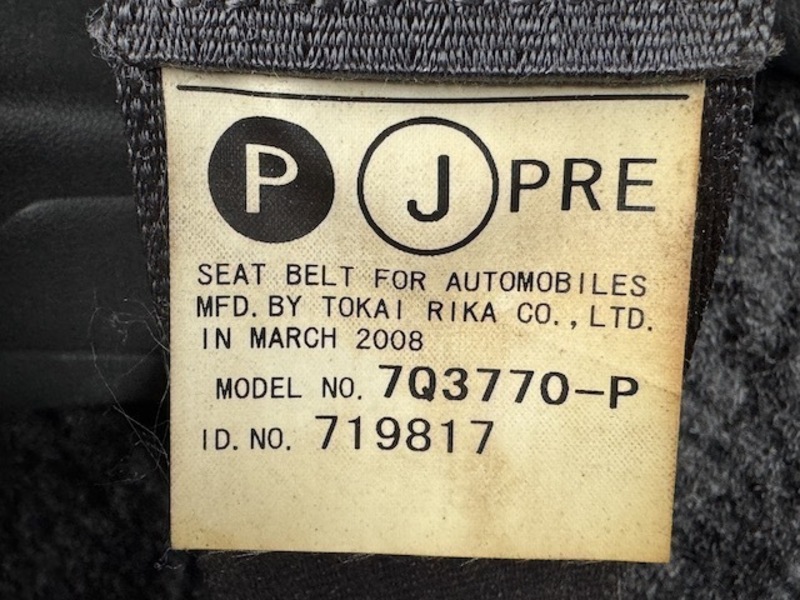 P J PRE
SEAT BELT FOR AUTOMOBILES
MFD. BY TOKAI RIKA CO., LTD.
IN MARCH 2008
MODEL NO. 7Q3770-P
ID. NO. 719817